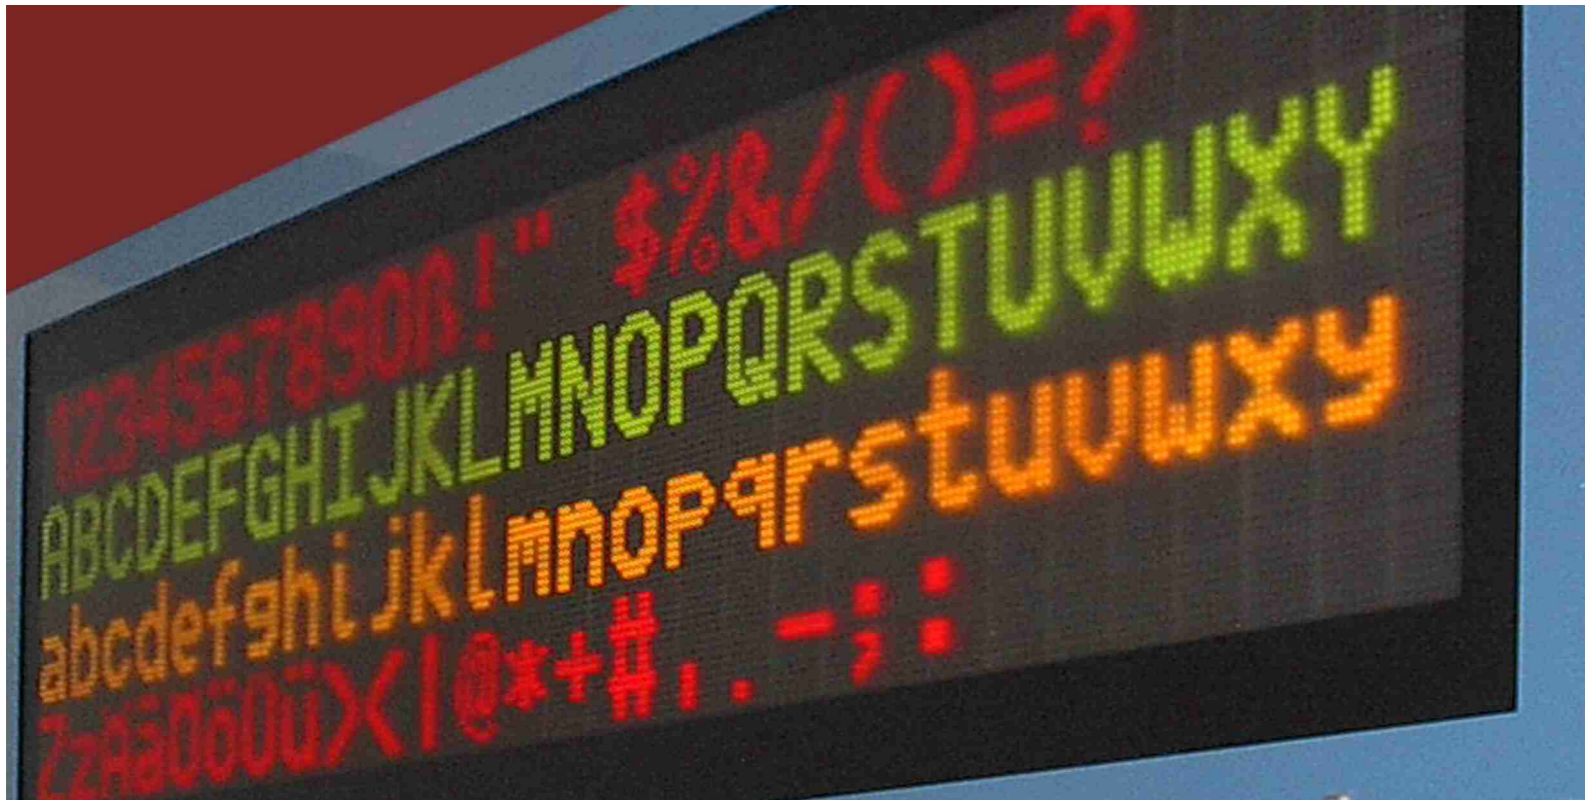 1234567890ß!" $%&/()=?
ABCDEFGHIJKLMNOPQRSTUVWXY
abcdefghijklmnopqrstuvwxy
ZzÄäÖöÜü><|@*+#,.-;: